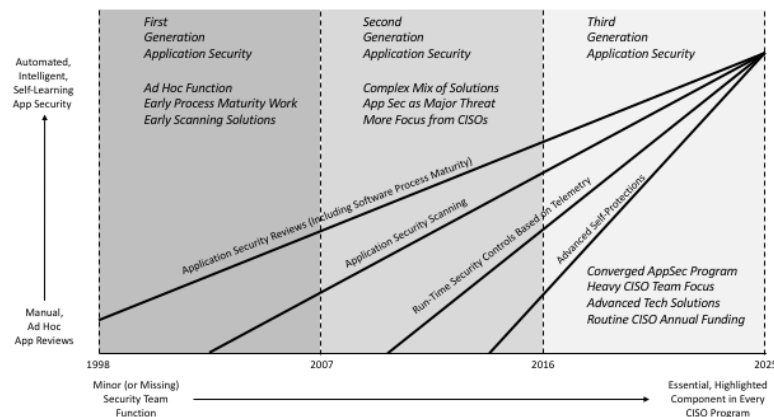 First
Generation
Application Security
Ad Hoc Function
Early Process Maturity Work
Early Scanning Solutions
Second
Generation
Application Security
Complex Mix of Solutions
App Sec as Major Threat
More Focus from CISOs
Third
Generation
Application Security
Automated,
Intelligent,
Self-Learning
App Security
Application Security Reviews (Including Software Process Maturity)
Application Security Scanning
Run-Time Security Controls Based on Telemetry
Advanced Self-Protections
Converged AppSec Program
Heavy CISO Team Focus
Advanced Tech Solutions
Routine CISO Annual Funding
Manual,
Ad Hoc
App Reviews
1998
2007
2016
2025
Minor (or Missing)
Security Team
Function
Essential, Highlighted
Component in Every
CISO Program